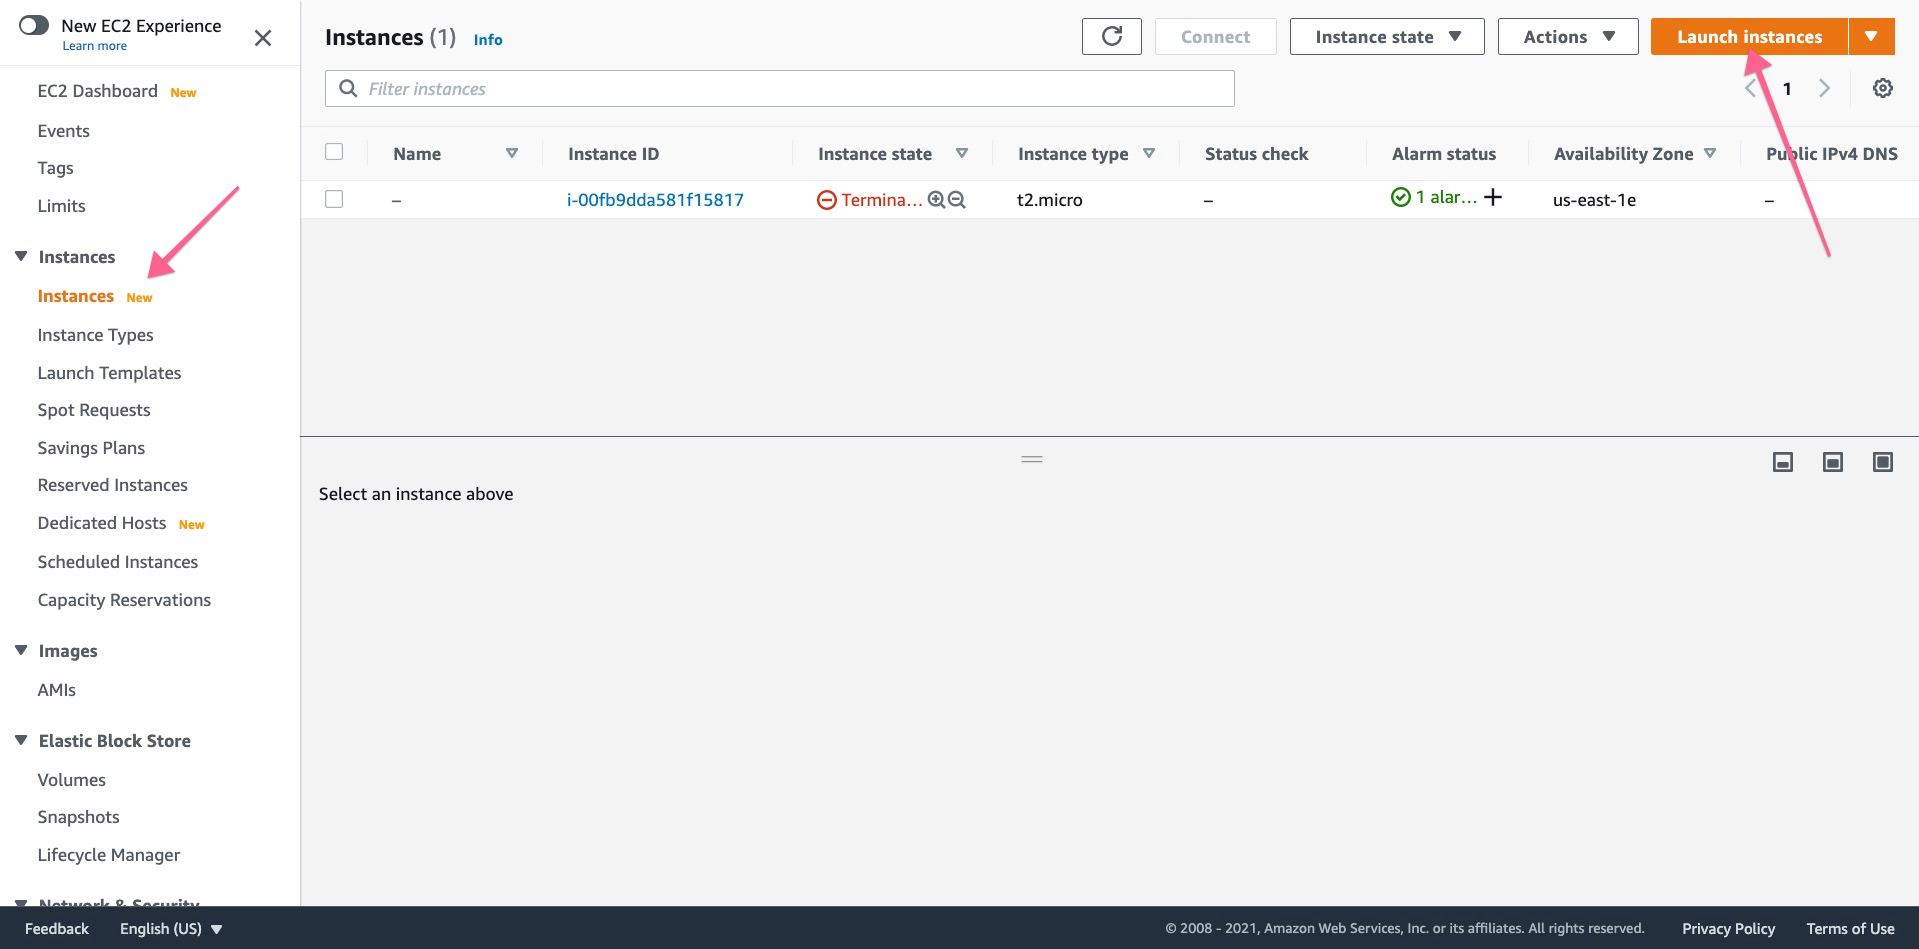 New EC2 Experience
Learn more
EC2 Dashboard New
Events
Tags
Limits
Instances
Instances New
Instance Types
Launch Templates
Spot Requests
Savings Plans
Reserved Instances
Dedicated Hosts New
Scheduled Instances
Capacity Reservations
Images
AMIs
Elastic Block Store
Volumes
Snapshots
Lifecycle Manager
Network & Security
Instances (1) Info
Connect
Instance state
Actions
Launch instances
Filter instances
1
Name Instance ID Instance state Instance type Status check Alarm status Availability Zone Public IPv4 DNS
– i-00fb9dda581f15817 Termina... t2.micro – 1 alar... + us-east-1e –
Select an instance above
Feedback English (US) © 2008 - 2021, Amazon Web Services, Inc. or its affiliates. All rights reserved. Privacy Policy Terms of Use